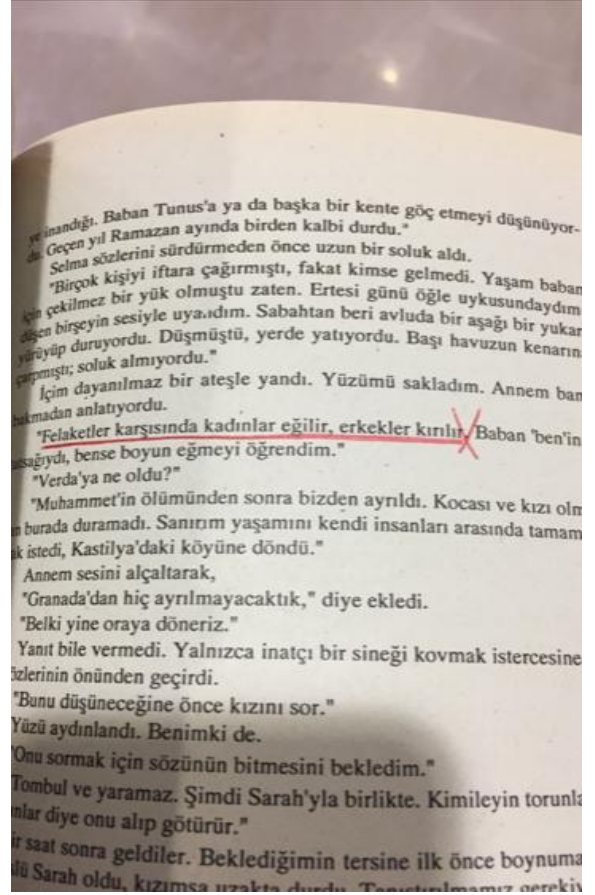 ye inandığı. Baban Tunus'a ya da başka bir kente göç etmeyi düşünüyor-
du. Geçen yıl Ramazan ayında birden kalbi durdu."
Selma sözlerini sürdürmeden önce uzun bir soluk aldı.
"Birçok kişiyi iftara çağırmıştı, fakat kimse gelmedi. Yaşam baban
için çekilmez bir yük olmuştu zaten. Ertesi günü öğle uykusundaydım
düşen birşeyin sesiyle uyandım. Sabahtan beri avluda bir aşağı bir yukar
yürüyüp duruyordu. Düşmüştü, yerde yatıyordu. Başı havuzun kenarın
çarpmıştı; soluk almıyordu."
İçim dayanılmaz bir ateşle yandı. Yüzümü sakladım. Annem ban
bakmadan anlatıyordu.
"Felaketler karşısında kadınlar eğilir, erkekler kırılır. Baban 'ben'in
tutsağıydı, bense boyun eğmeyi öğrendim."
"Verda'ya ne oldu?"
"Muhammet'in ölümünden sonra bizden ayrıldı. Kocası ve kızı olm
n burada duramadı. Sanırım yaşamını kendi insanları arasında tamam
k istedi, Kastilya'daki köyüne döndü."
Annem sesini alçaltarak,
"Granada'dan hiç ayrılmayacaktık," diye ekledi.
"Belki yine oraya döneriz."
Yanıt bile vermedi. Yalnızca inatçı bir sineği kovmak istercesine
özlerinin önünden geçirdi.
"Bunu düşüneceğine önce kızını sor."
Yüzü aydınlandı. Benimki de.
"Onu sormak için sözünün bitmesini bekledim."
"Tombul ve yaramaz. Şimdi Sarah'yla birlikte. Kimileyin torunla
nlar diye onu alıp götürür."
ir saat sonra geldiler. Beklediğimin tersine ilk önce boynuma
Sarah oldu, kızımsa uzakta durdu. Tanıştırılmamız gerekiy